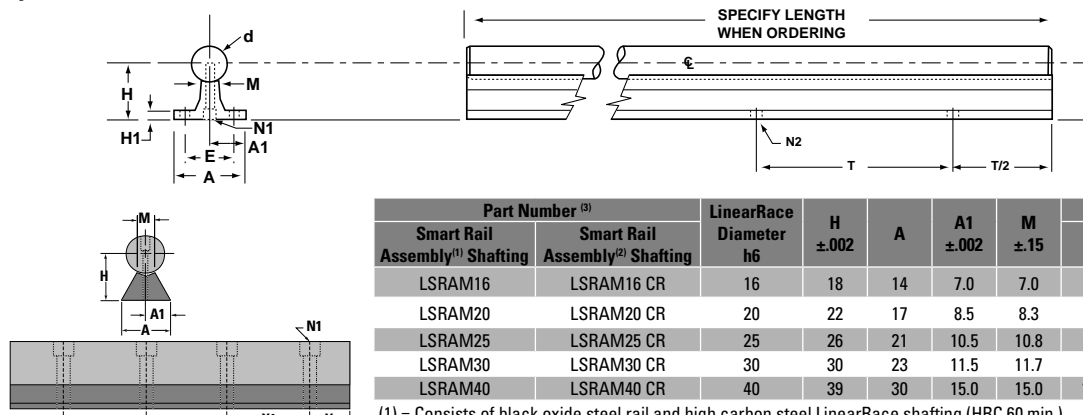 SPECIFY LENGTH
WHEN ORDERING
d
℄
H
M
H1
N1
A1
E
A
N2
T
T/2
M
H
A1
A
N1
Part Number (3)
LinearRace Diameter h6
H ±.002
A
A1 ±.002
M ±.15
Smart Rail Assembly(1) Shafting
Smart Rail Assembly(2) Shafting
LSRAM16 LSRAM16 CR 16 18 14 7.0 7.0
LSRAM20 LSRAM20 CR 20 22 17 8.5 8.3
LSRAM25 LSRAM25 CR 25 26 21 10.5 10.8
LSRAM30 LSRAM30 CR 30 30 23 11.5 11.7
LSRAM40 LSRAM40 CR 40 39 30 15.0 15.0
(1) = Consists of black oxide steel rail and high carbon steel LinearRace shafting (HRC 60 min.)